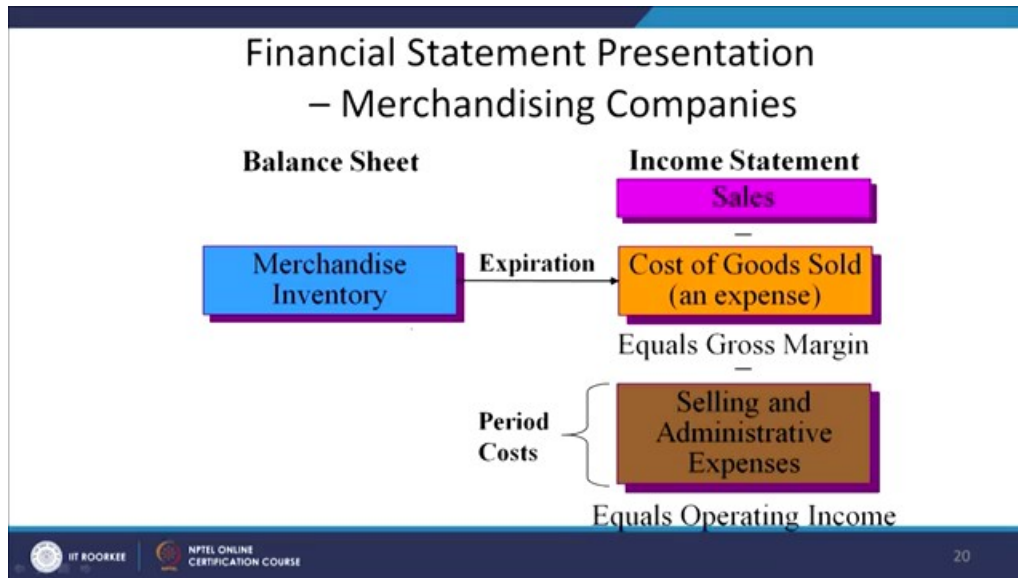 Financial Statement Presentation
– Merchandising Companies
Balance Sheet
Income Statement
Sales
–
Merchandise
Inventory
Expiration
Cost of Goods Sold
(an expense)
Equals Gross Margin
–
Period
Costs
Selling and
Administrative
Expenses
Equals Operating Income
IIT ROORKEE
NPTEL ONLINE
CERTIFICATION COURSE
20